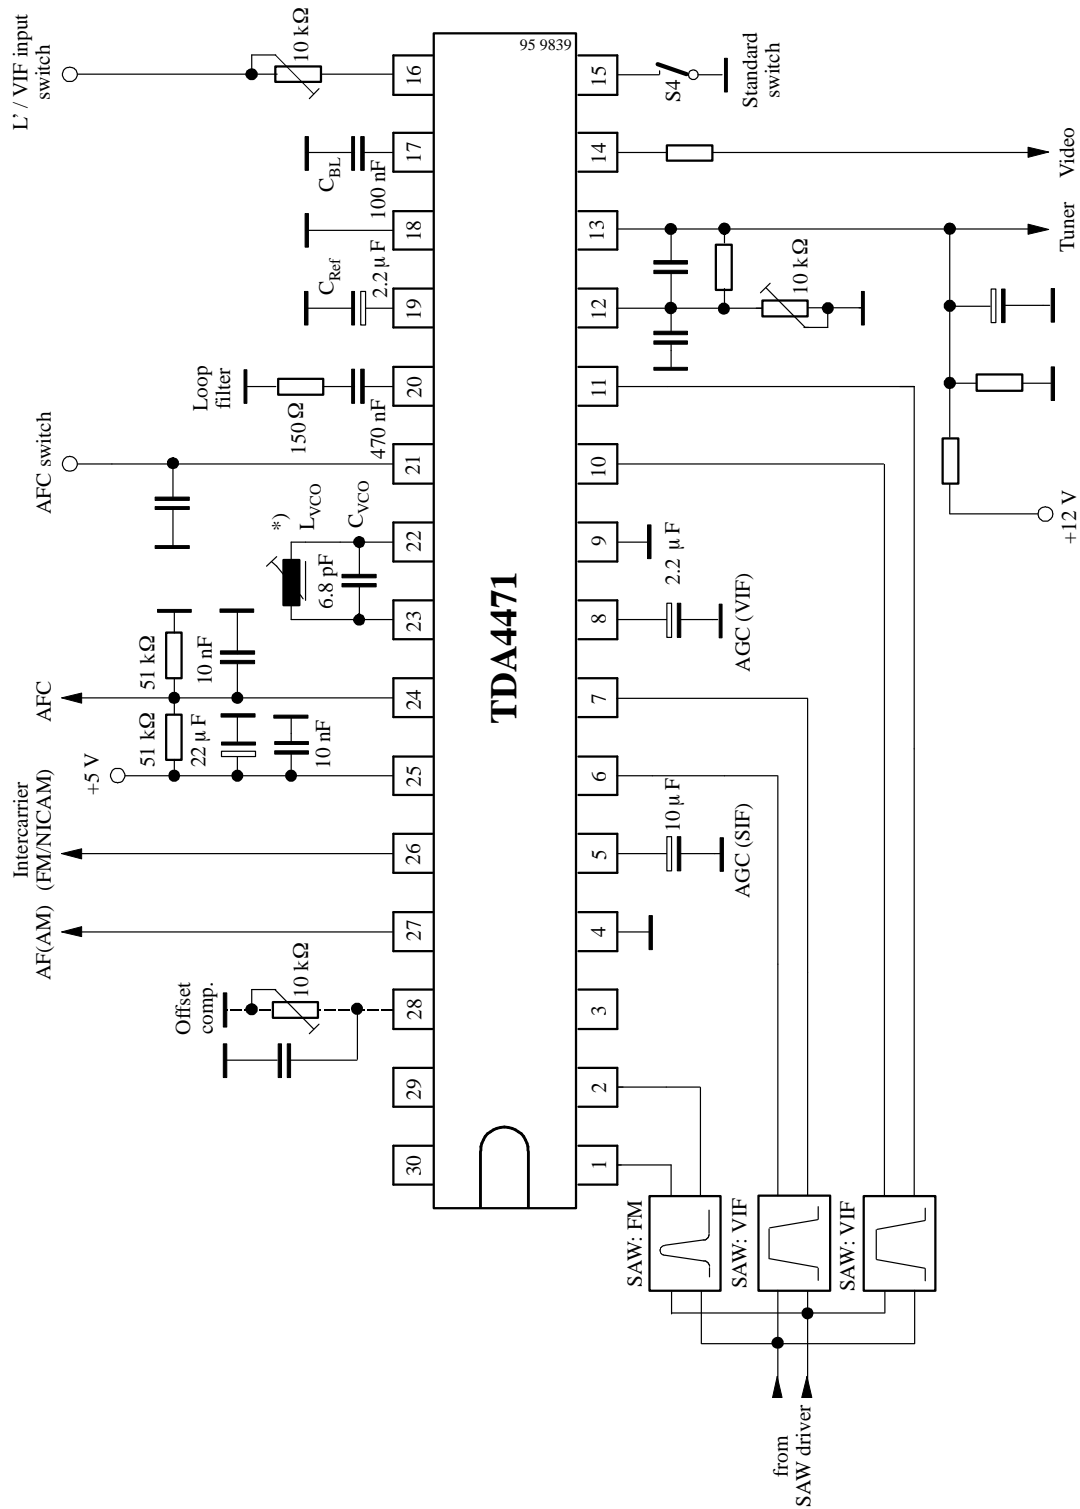 L' / VIF input
switch
10 kΩ
95 9839
16
15
S4
Standard
switch
C_BL
100 nF
17
14
Video
18
13
Tuner
C_Ref
2.2 µF
19
12
10 kΩ
Loop
filter
150 Ω
470 nF
20
11
AFC switch
21
10
+12 V
*)
L_VCO
C_VCO
6.8 pF
22
9
23
8
2.2 µF
AGC (VIF)
TDA4471
AFC
51 kΩ
10 nF
24
7
51 kΩ
22 µF
10 nF
+5 V
25
6
Intercarrier
(FM/NICAM)
26
5
10 µF
AGC (SIF)
AF(AM)
27
4
Offset
comp.
10 kΩ
28
3
29
2
30
1
SAW: FM
SAW: VIF
SAW: VIF
from
SAW driver